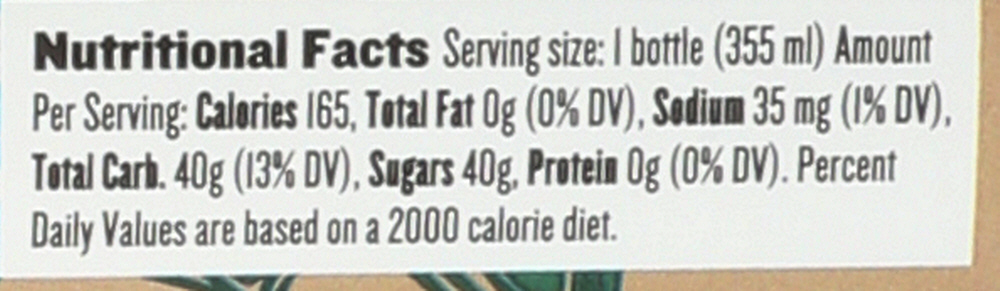 Nutritional Facts Serving size: 1 bottle (355 ml) Amount
Per Serving: Calories 165, Total Fat 0g (0% DV), Sodium 35 mg (1% DV),
Total Carb. 40g (13% DV), Sugars 40g, Protein 0g (0% DV). Percent
Daily Values are based on a 2000 calorie diet.